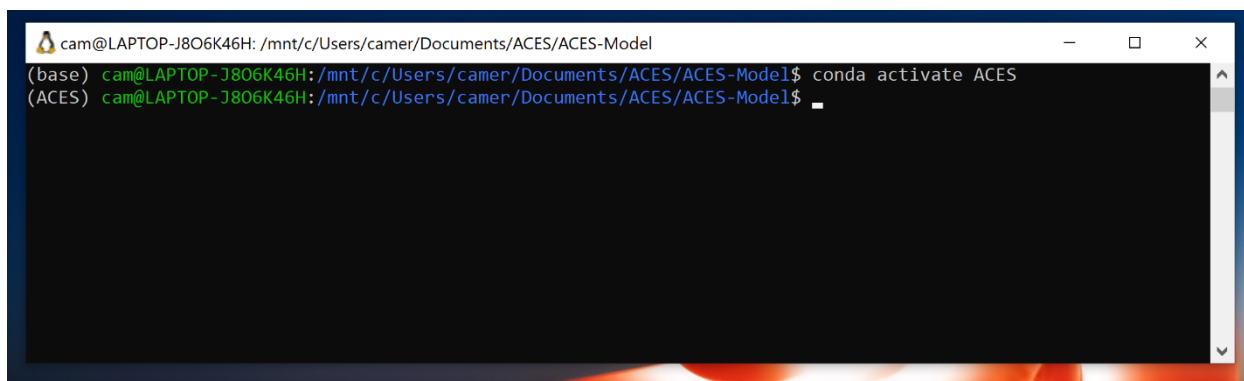 cam@LAPTOP-J8O6K46H: /mnt/c/Users/camer/Documents/ACES/ACES-Model
(base) cam@LAPTOP-J8O6K46H:/mnt/c/Users/camer/Documents/ACES/ACES-Model$ conda activate ACES
(ACES) cam@LAPTOP-J8O6K46H:/mnt/c/Users/camer/Documents/ACES/ACES-Model$